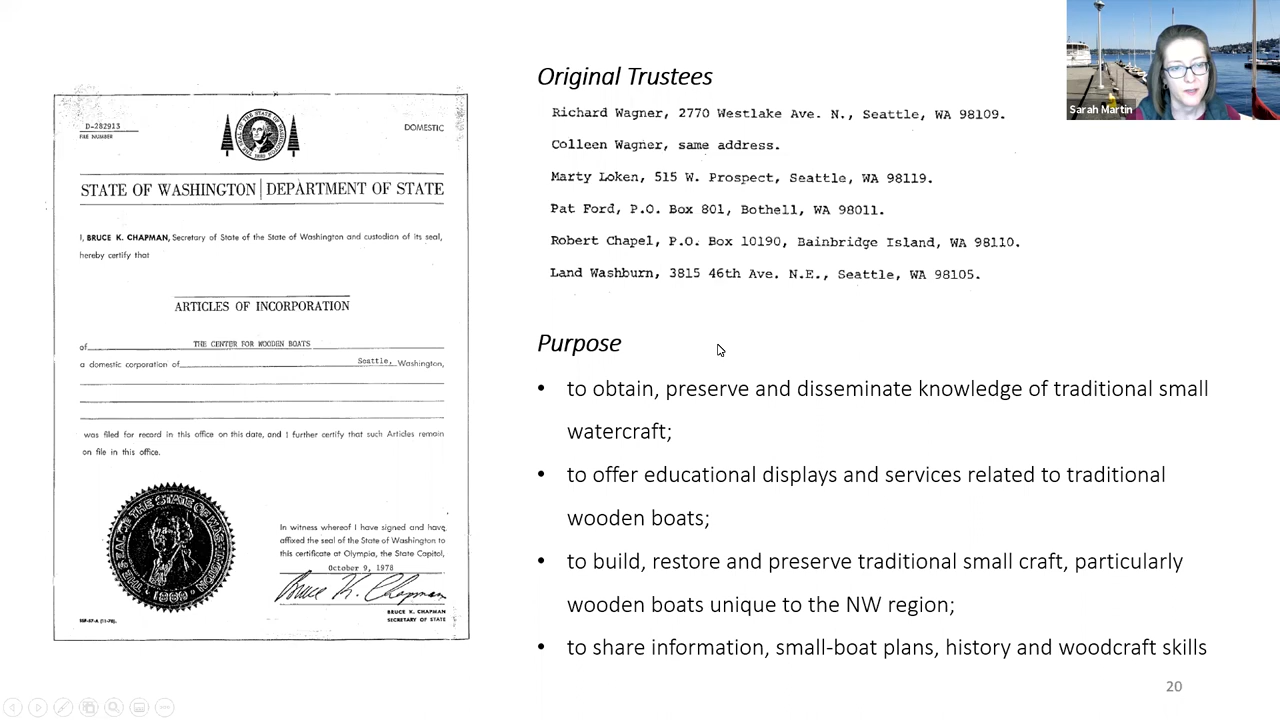 D-282913
FILE NUMBER
DOMESTIC
STATE OF WASHINGTON | DEPARTMENT OF STATE
I, BRUCE K. CHAPMAN, Secretary of State of the State of Washington and custodian of its seal,
hereby certify that
ARTICLES OF INCORPORATION
of THE CENTER FOR WOODEN BOATS
a domestic corporation of Seattle, Washington,
was filed for record in this office on this date, and I further certify that such Articles remain
on file in this office.
In witness whereof I have signed and have
affixed the seal of the State of Washington to
this certificate at Olympia, the State Capitol,
October 9, 1978
Bruce K. Chapman
BRUCE K. CHAPMAN
SECRETARY OF STATE
THE SEAL OF THE STATE OF WASHINGTON
1889
Original Trustees
Richard Wagner, 2770 Westlake Ave. N., Seattle, WA 98109.
Colleen Wagner, same address.
Marty Loken, 515 W. Prospect, Seattle, WA 98119.
Pat Ford, P.O. Box 801, Bothell, WA 98011.
Robert Chapel, P.O. Box 10190, Bainbridge Island, WA 98110.
Land Washburn, 3815 46th Ave. N.E., Seattle, WA 98105.
Purpose
• to obtain, preserve and disseminate knowledge of traditional small
watercraft;
• to offer educational displays and services related to traditional
wooden boats;
• to build, restore and preserve traditional small craft, particularly
wooden boats unique to the NW region;
• to share information, small-boat plans, history and woodcraft skills
20
Sarah Martin